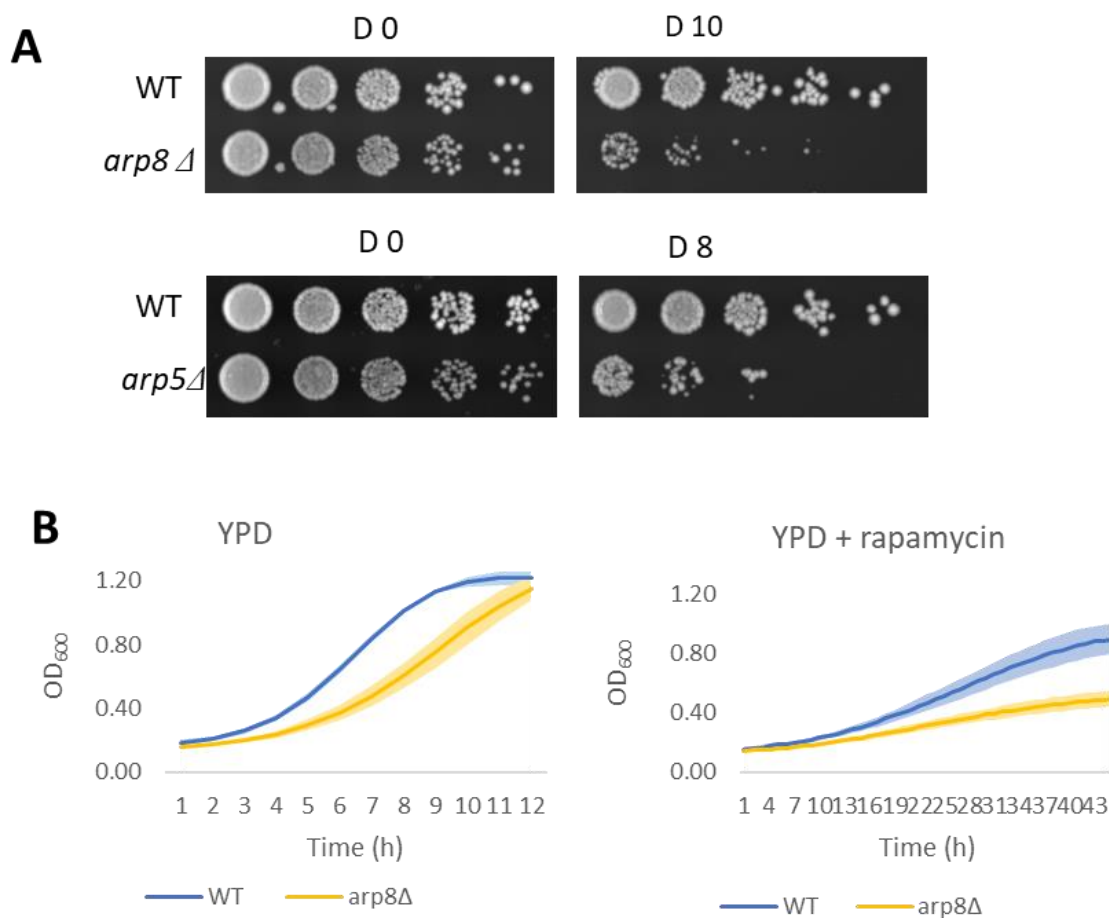 A
D 0
D 10
WT
arp8 Δ
D 0
D 8
WT
arp5Δ
B
YPD
1.20
0.80
0.40
0.00
OD600
1 2 3 4 5 6 7 8 9 10 11 12
Time (h)
WT arp8Δ
YPD + rapamycin
1.20
0.80
0.40
0.00
OD600
1 4 7 10 13 16 19 22 25 28 31 34 37 40 43
Time (h)
WT arp8Δ